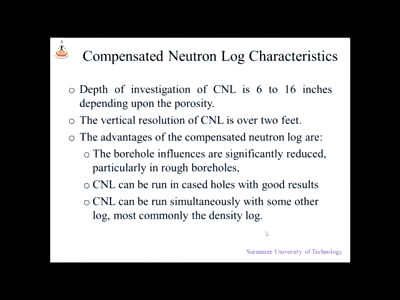 Compensated Neutron Log Characteristics
o Depth of investigation of CNL is 6 to 16 inches
depending upon the porosity.
o The vertical resolution of CNL is over two feet.
o The advantages of the compensated neutron log are:
o The borehole influences are significantly reduced,
particularly in rough boreholes,
o CNL can be run in cased holes with good results
o CNL can be run simultaneously with some other
log, most commonly the density log.
Suranaree University of Technology